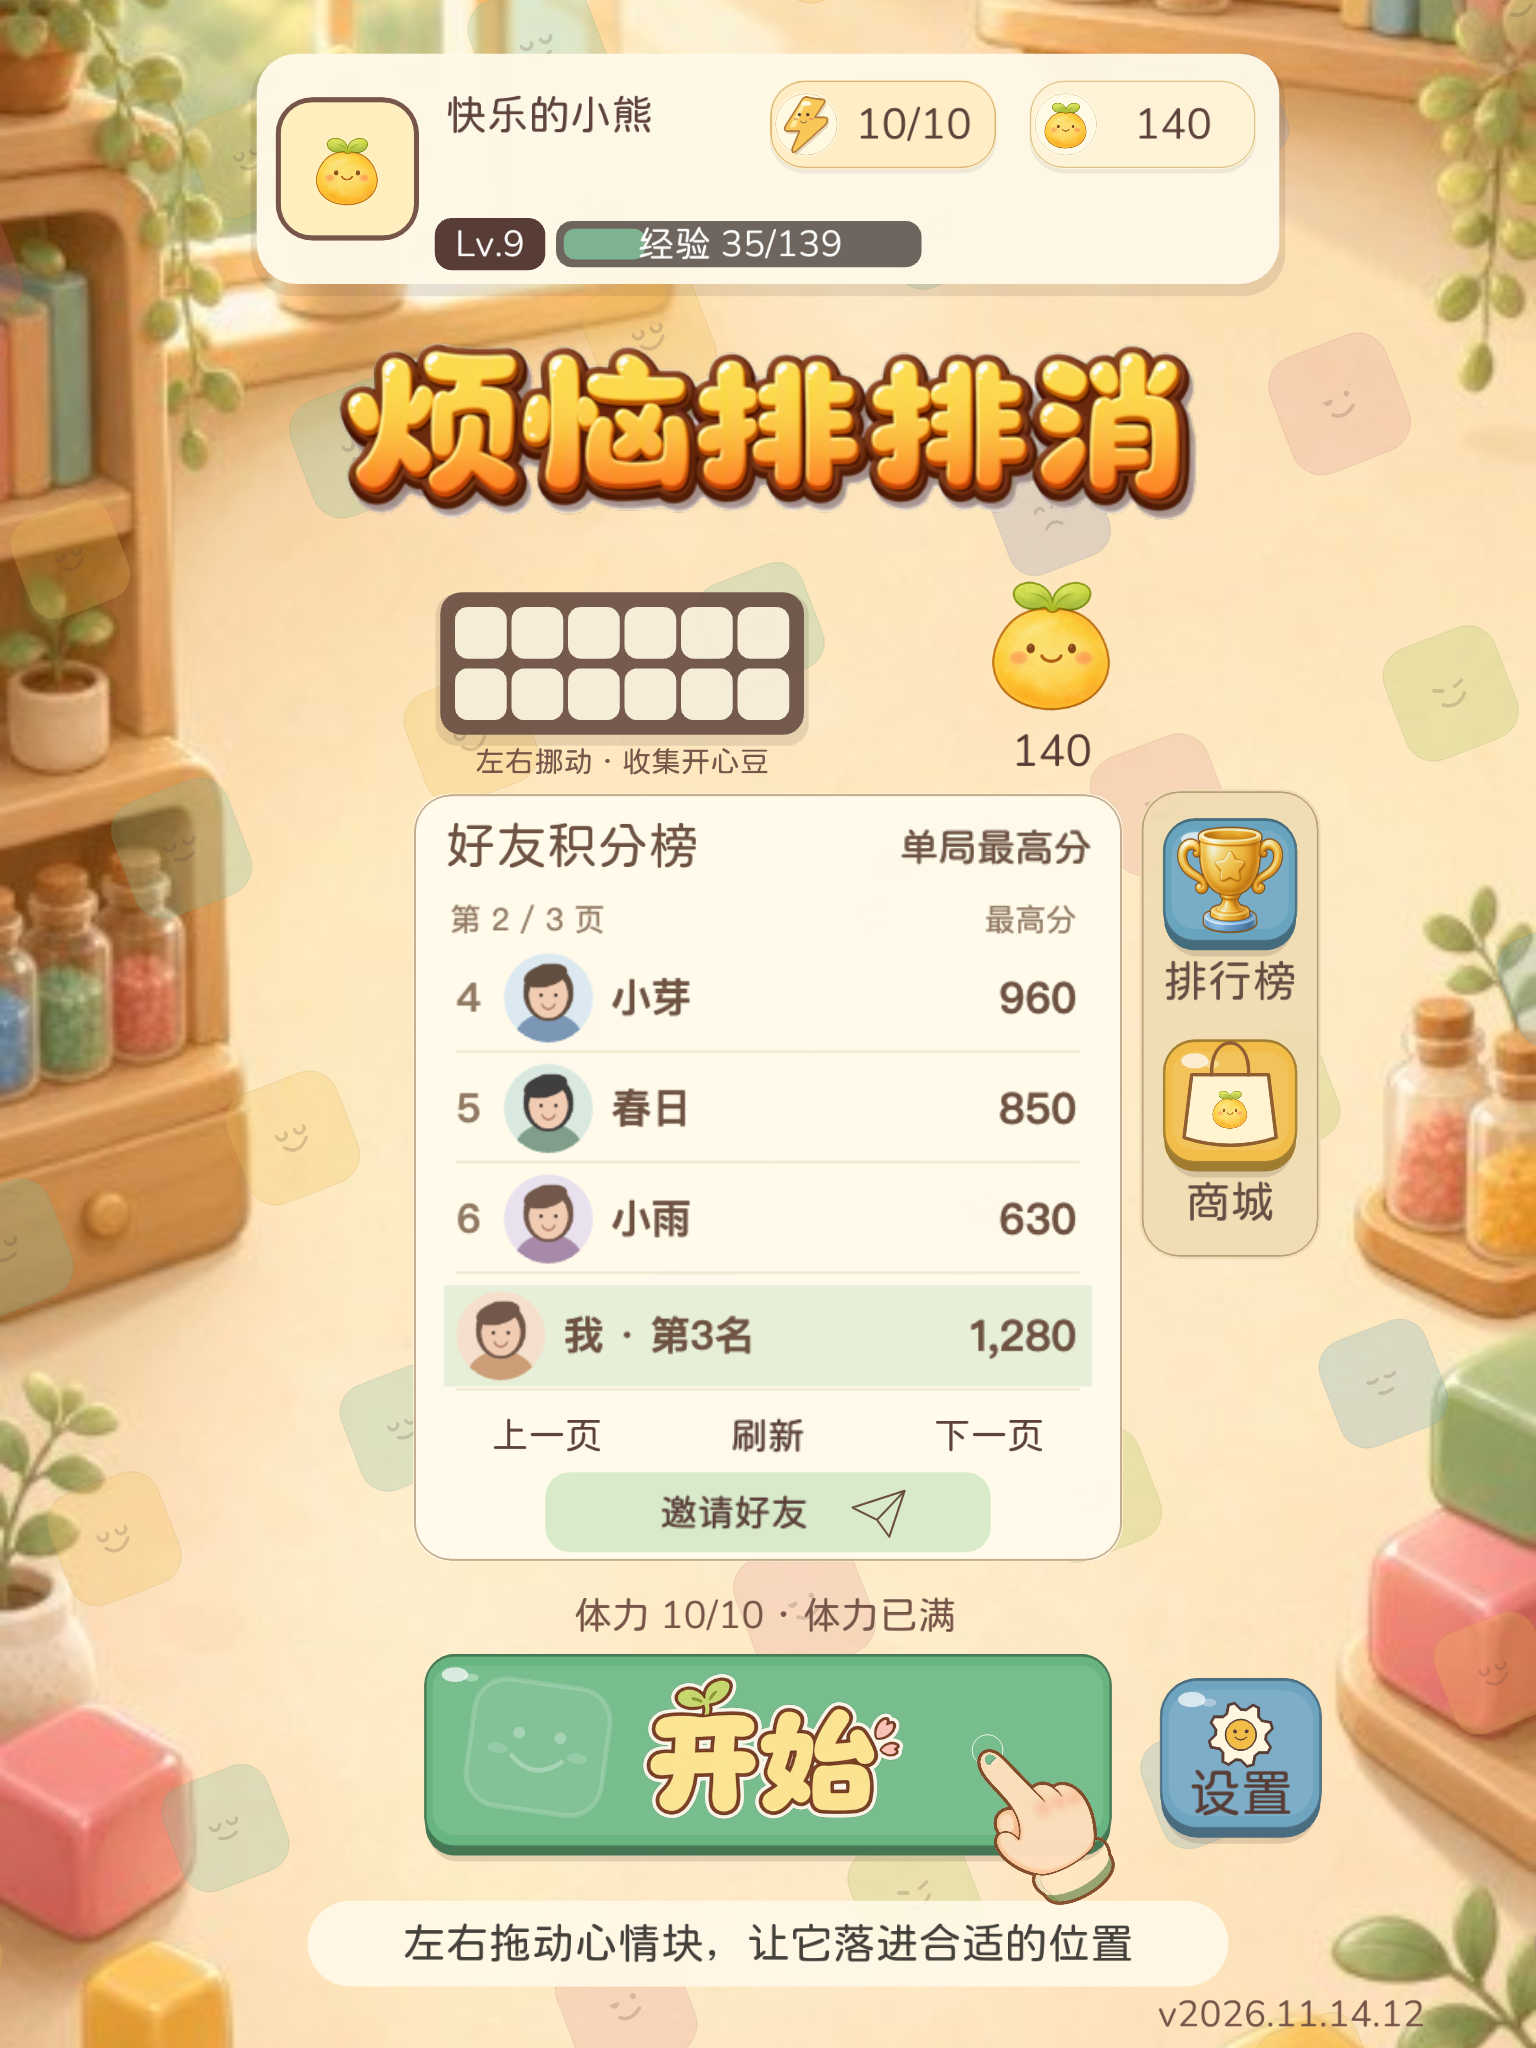 快乐的小熊
10/10
140
Lv.9
经验 35/139
烦恼排排消
左右挪动 · 收集开心豆
140
好友积分榜
单局最高分
第 2 / 3 页
最高分
4 小芽 960
5 春日 850
6 小雨 630
我 · 第3名 1,280
上一页 刷新 下一页
邀请好友
排行榜
商城
体力 10/10 · 体力已满
开始
设置
左右拖动心情块，让它落进合适的位置
v2026.11.14.12